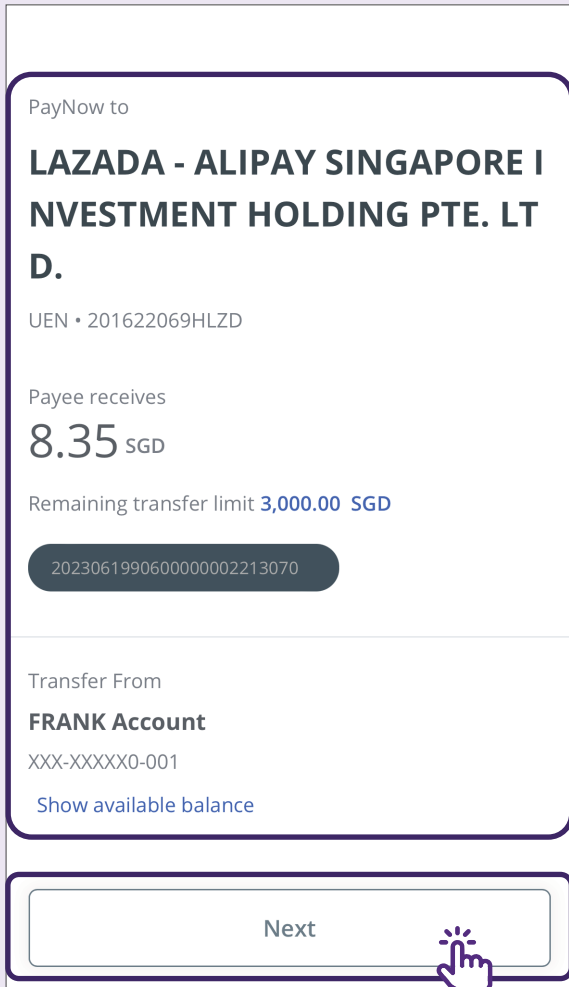 PayNow to
LAZADA - ALIPAY SINGAPORE I
NVESTMENT HOLDING PTE. LT
D.
UEN • 201622069HLZD
Payee receives
8.35 SGD
Remaining transfer limit 3,000.00 SGD
2023061990600000002213070
Transfer From
FRANK Account
XXX-XXXXX0-001
Show available balance
Next